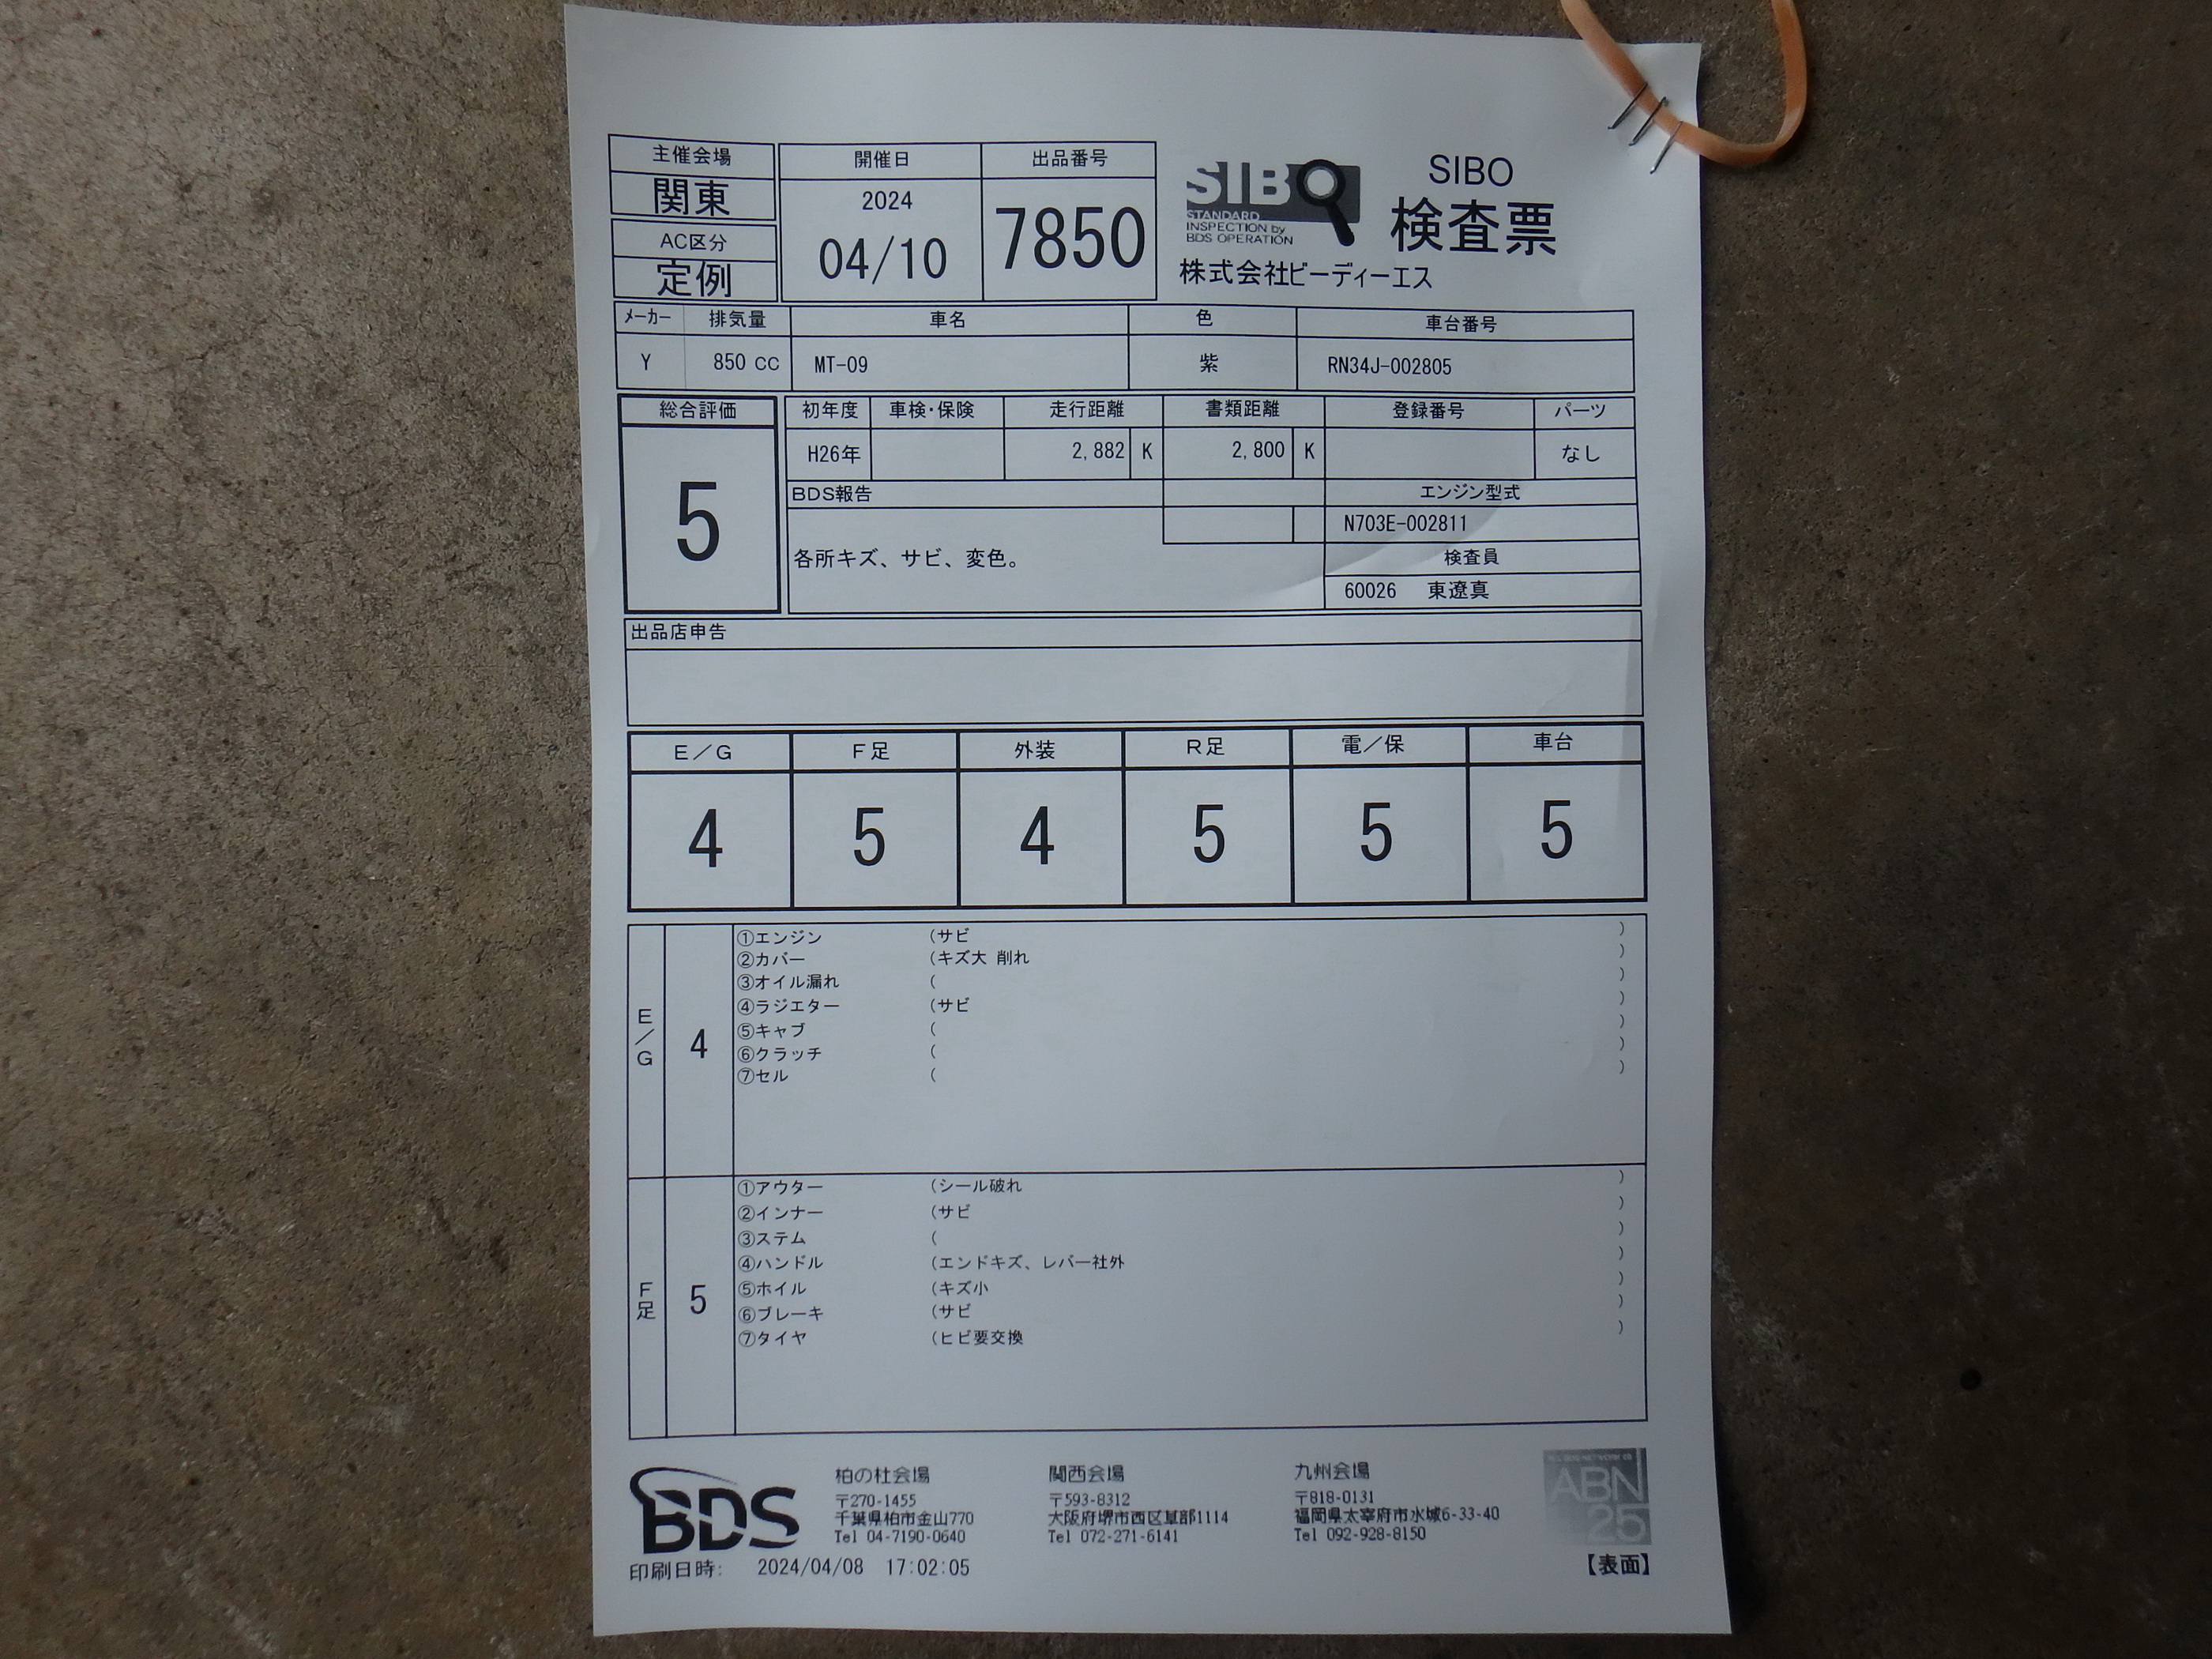 主催会場
関東
AC区分
定例
開催日
2024
04/10
出品番号
7850
SIBO
STANDARD
INSPECTION by
BDS OPERATION
SIBO
検査票
株式会社ビーディーエス
メーカー 排気量 車名 色 車台番号
Y 850 CC MT-09 紫 RN34J-002805
総合評価
5
初年度 車検・保険 走行距離 書類距離 登録番号 パーツ
H26年 2,882 K 2,800 K なし
BDS報告
各所キズ、サビ、変色。
エンジン型式
N703E-002811
検査員
60026 東遼真
出品店申告
E/G F足 外装 R足 電/保 車台
4 5 4 5 5 5
E/G
4
①エンジン (サビ )
②カバー (キズ大 削れ )
③オイル漏れ ( )
④ラジエター (サビ )
⑤キャブ ( )
⑥クラッチ ( )
⑦セル ( )
F足
5
①アウター (シール破れ )
②インナー (サビ )
③ステム ( )
④ハンドル (エンドキズ、レバー社外 )
⑤ホイル (キズ小 )
⑥ブレーキ (サビ )
⑦タイヤ (ヒビ要交換 )
BDS
柏の杜会場
〒270-1455
千葉県柏市金山770
Tel 04-7190-0640
関西会場
〒593-8312
大阪府堺市西区草部1114
Tel 072-271-6141
九州会場
〒818-0131
福岡県太宰府市水城6-33-40
Tel 092-928-8150
ABN
25
印刷日時: 2024/04/08 17:02:05
【表面】